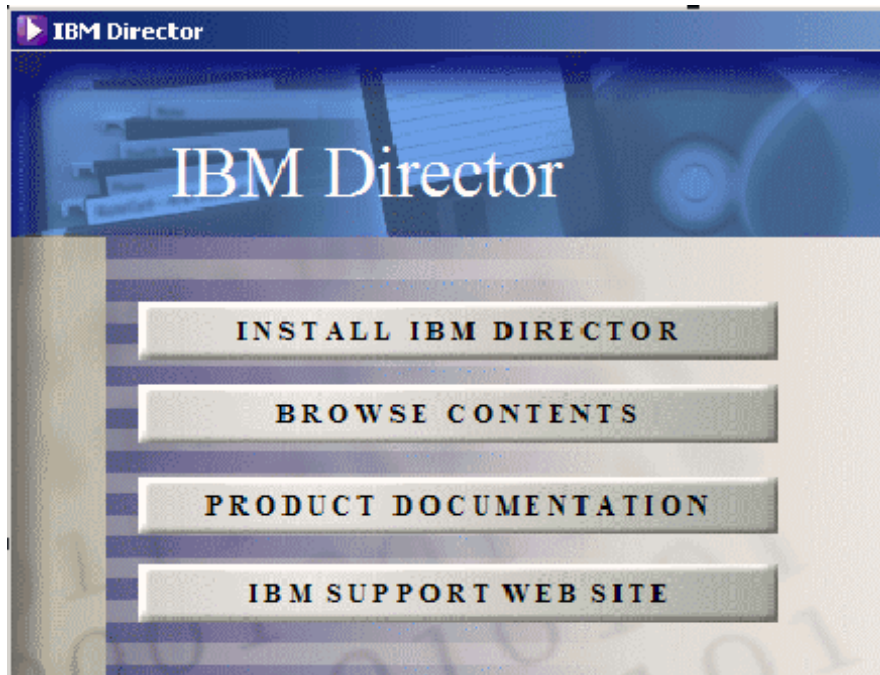 IBM Director
IBM Director
INSTALL IBM DIRECTOR
BROWSE CONTENTS
PRODUCT DOCUMENTATION
IBM SUPPORT WEB SITE